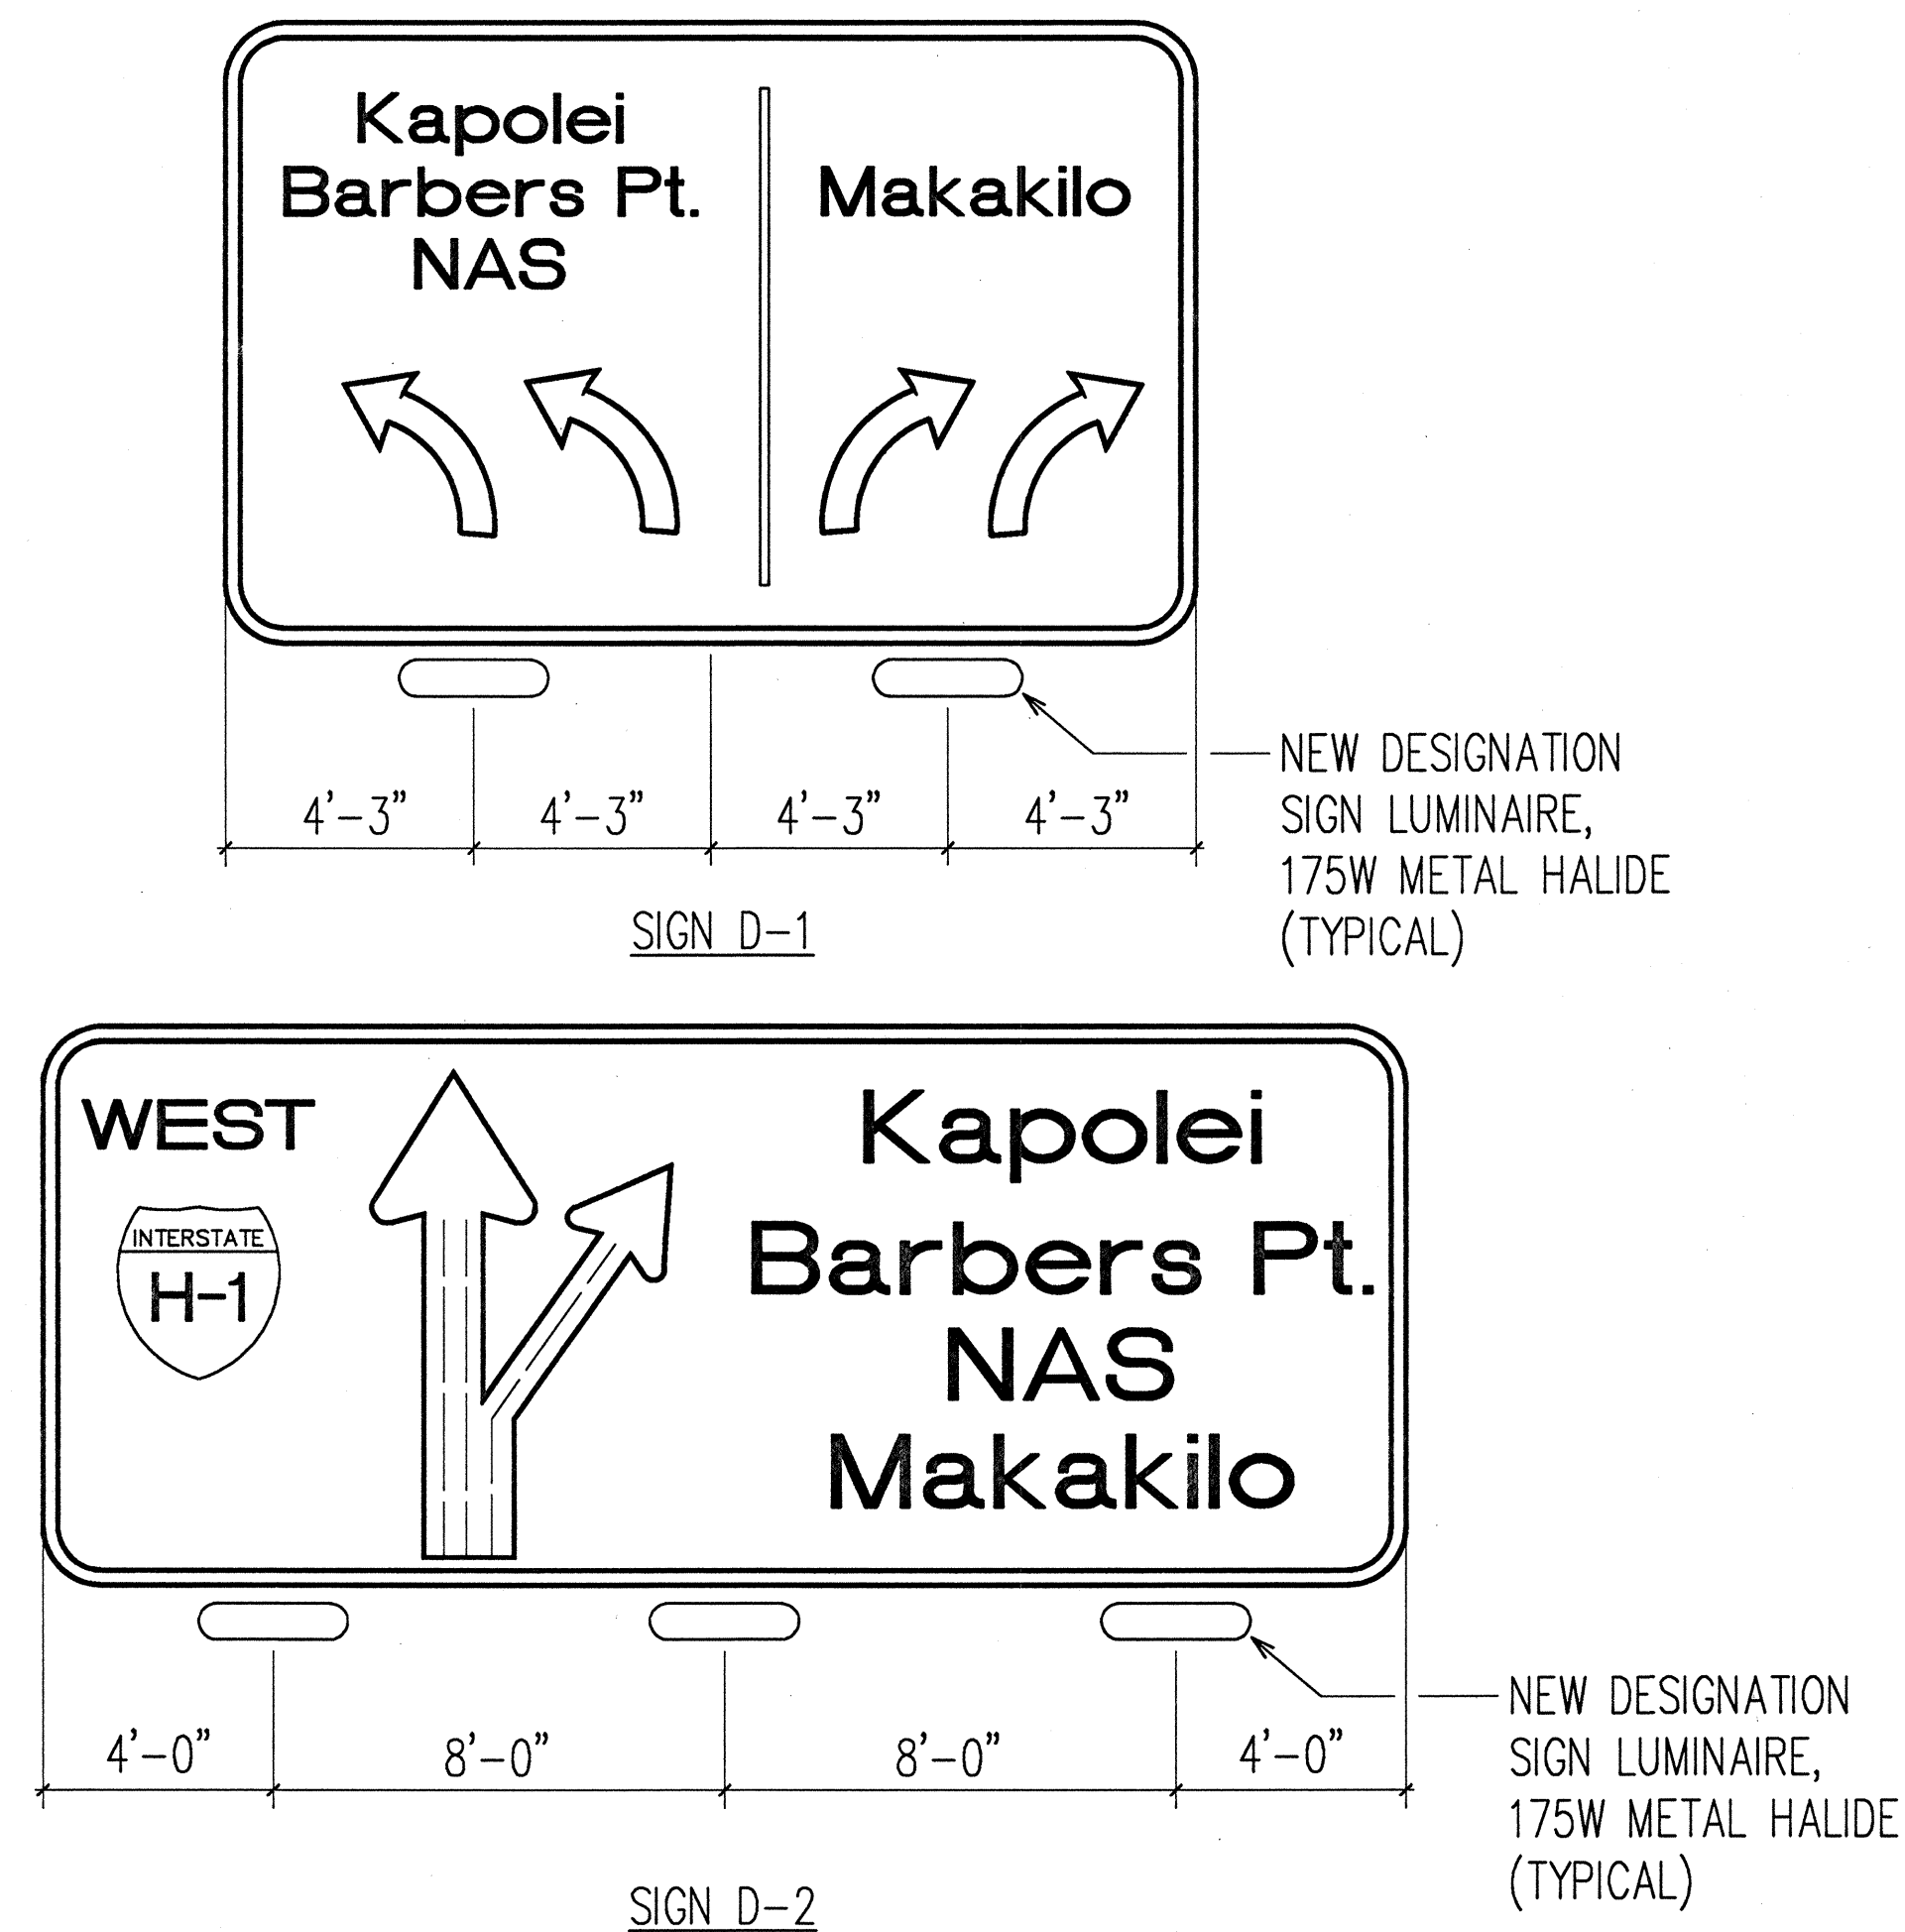 Kapolei
Barbers Pt.
NAS
Makakilo
4'-3" 4'-3" 4'-3" 4'-3"
NEW DESIGNATION
SIGN LUMINAIRE,
175W METAL HALIDE
(TYPICAL)
SIGN D-1
WEST
INTERSTATE
H-1
Kapolei
Barbers Pt.
NAS
Makakilo
4'-0" 8'-0" 8'-0" 4'-0"
NEW DESIGNATION
SIGN LUMINAIRE,
175W METAL HALIDE
(TYPICAL)
SIGN D-2